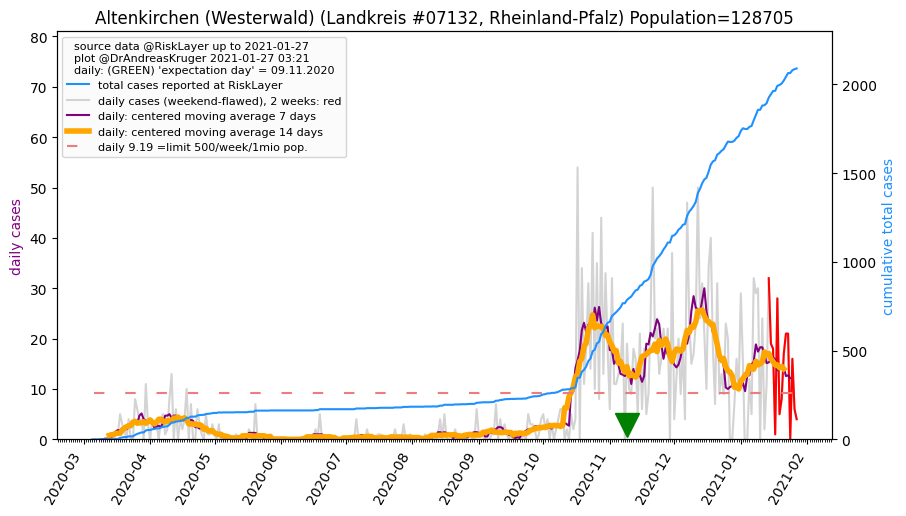 Altenkirchen (Westerwald) (Landkreis #07132, Rheinland-Pfalz) Population=128705
source data @RiskLayer up to 2021-01-27
plot @DrAndreasKruger 2021-01-27 03:21
daily: (GREEN) 'expectation day' = 09.11.2020
total cases reported at RiskLayer
daily cases (weekend-flawed), 2 weeks: red
daily: centered moving average 7 days
daily: centered moving average 14 days
daily 9.19 =limit 500/week/1mio pop.
daily cases
80
70
60
50
40
30
20
10
0
cumulative total cases
2000
1500
1000
500
0
2020-03
2020-04
2020-05
2020-06
2020-07
2020-08
2020-09
2020-10
2020-11
2020-12
2021-01
2021-02